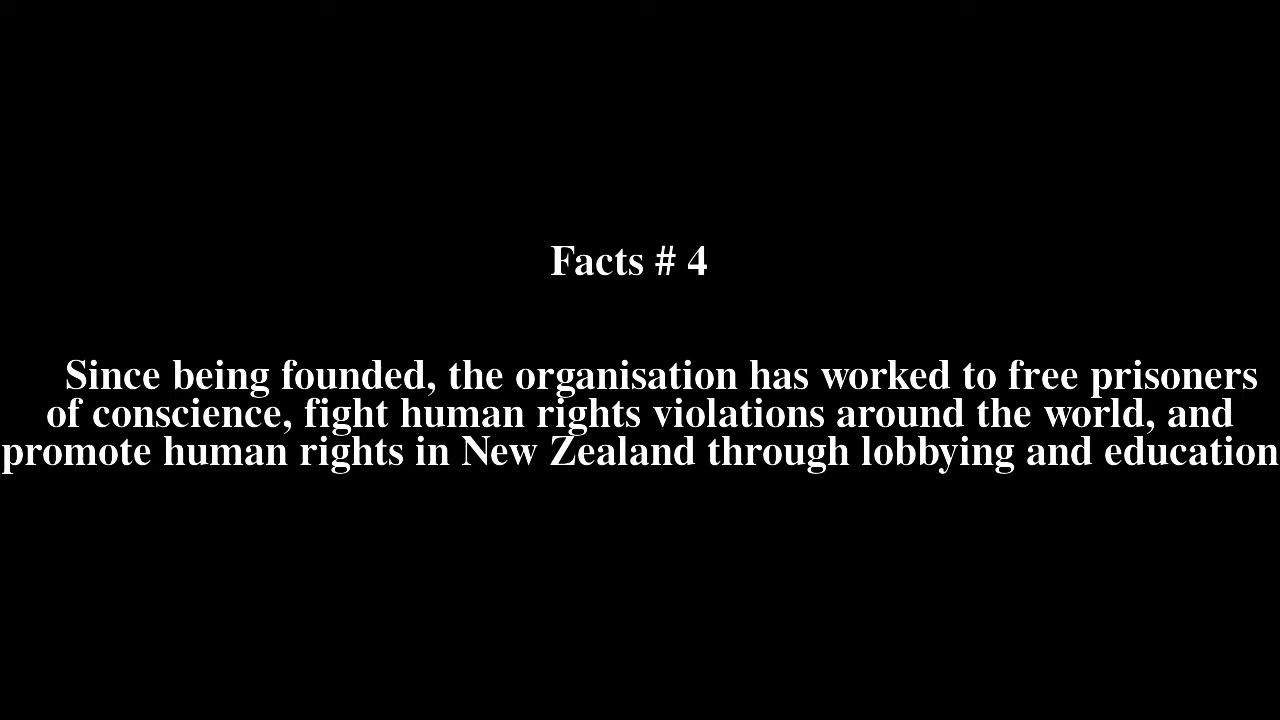 Facts # 4
Since being founded, the organisation has worked to free prisoners
of conscience, fight human rights violations around the world, and
promote human rights in New Zealand through lobbying and education